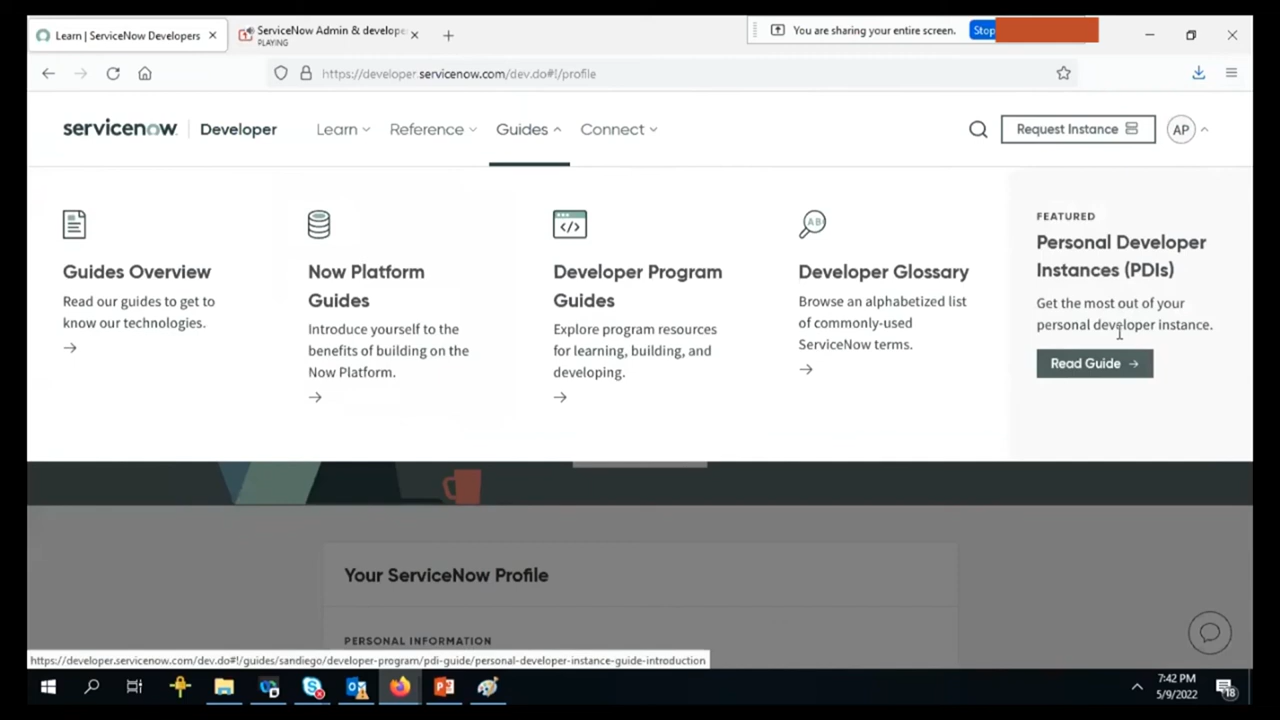 Learn | ServiceNow Developers
ServiceNow Admin & develope
PLAYING
You are sharing your entire screen.
Stop
https://developer.servicenow.com/dev.do#!/profile
servicenow
Developer
Learn
Reference
Guides
Connect
Request Instance
AP
Guides Overview
Read our guides to get to
know our technologies.
Now Platform
Guides
Introduce yourself to the
benefits of building on the
Now Platform.
Developer Program
Guides
Explore program resources
for learning, building, and
developing.
AB
Developer Glossary
Browse an alphabetized list
of commonly-used
ServiceNow terms.
FEATURED
Personal Developer
Instances (PDIs)
Get the most out of your
personal developer instance.
Read Guide
Your ServiceNow Profile
PERSONAL INFORMATION
https://developer.servicenow.com/dev.do#!/guides/sandiego/developer-program/pdi-guide/personal-developer-instance-guide-introduction
7:42 PM
5/9/2022
18